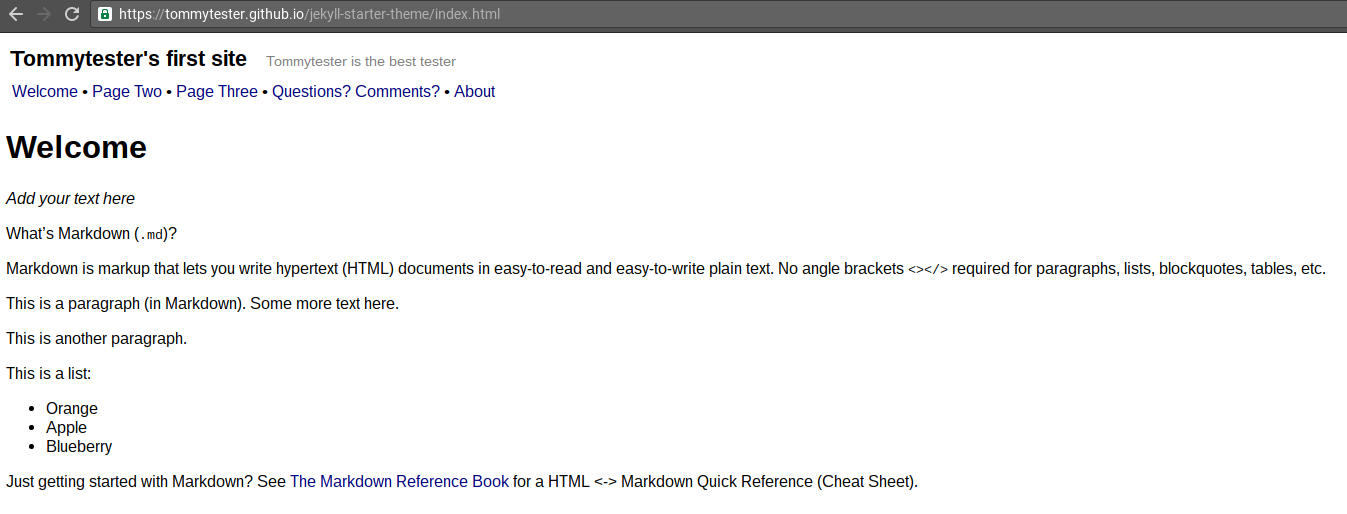 https://tommytester.github.io/jekyll-starter-theme/index.html
Tommytester's first site Tommytester is the best tester
Welcome • Page Two • Page Three • Questions? Comments? • About
Welcome
Add your text here
What’s Markdown (.md)?
Markdown is markup that lets you write hypertext (HTML) documents in easy-to-read and easy-to-write plain text. No angle brackets <></> required for paragraphs, lists, blockquotes, tables, etc.
This is a paragraph (in Markdown). Some more text here.
This is another paragraph.
This is a list:
• Orange
• Apple
• Blueberry
Just getting started with Markdown? See The Markdown Reference Book for a HTML <-> Markdown Quick Reference (Cheat Sheet).